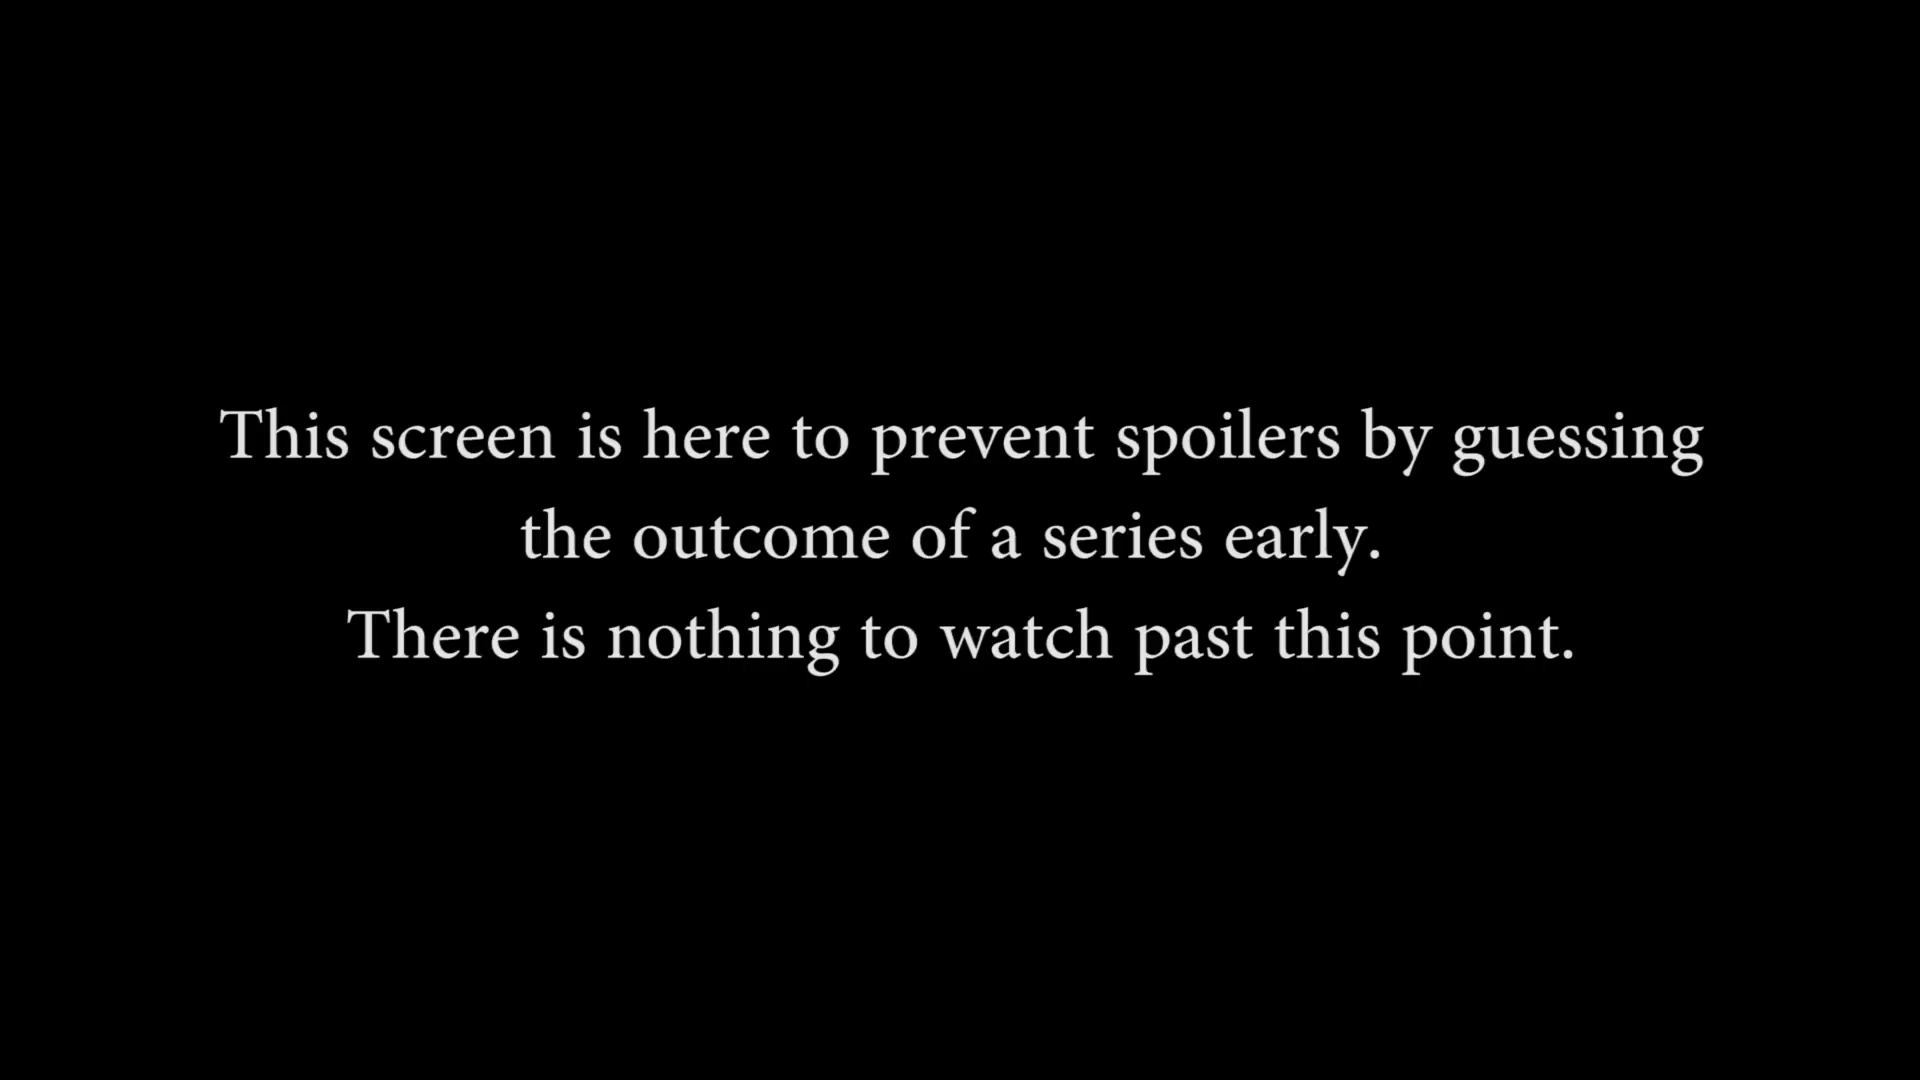 This screen is here to prevent spoilers by guessing
the outcome of a series early.
There is nothing to watch past this point.